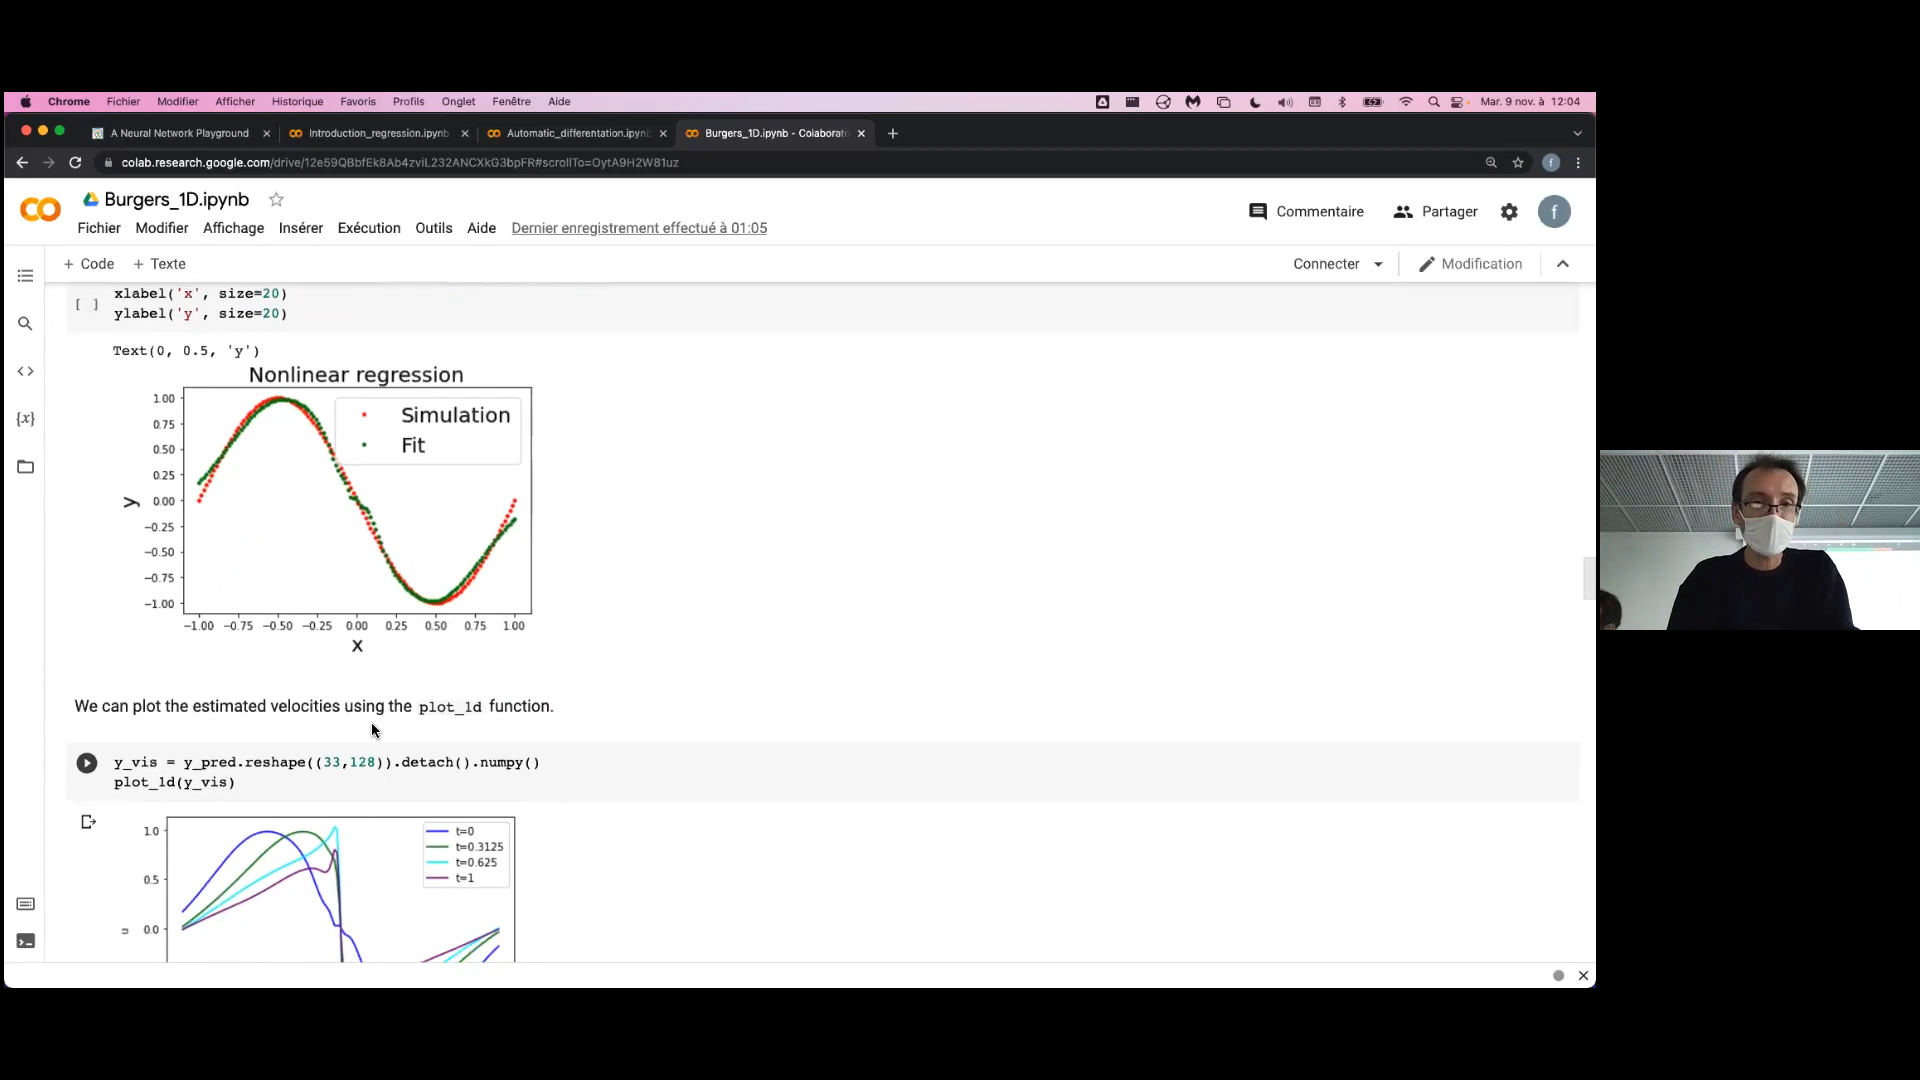 Chrome Fichier Modifier Afficher Historique Favoris Profils Onglet Fenêtre Aide Mar. 9 nov. à 12:04
A Neural Network Playground Introduction_regression.ipynb Automatic_differentation.ipynb Burgers_1D.ipynb - Colaborato
colab.research.google.com/drive/12e59QBbfEk8Ab4zviL232ANCXkG3bpFR#scrollTo=OytA9H2W81uz f
Burgers_1D.ipynb
Commentaire Partager f
Fichier Modifier Affichage Insérer Exécution Outils Aide Dernier enregistrement effectué à 01:05
+ Code + Texte Connecter Modification
[ ] xlabel('x', size=20)
ylabel('y', size=20)
Text(0, 0.5, 'y')
Nonlinear regression
1.00
0.75
0.50
0.25
0.00
−0.25
−0.50
−0.75
−1.00
y
Simulation
Fit
−1.00 −0.75 −0.50 −0.25 0.00 0.25 0.50 0.75 1.00
x
We can plot the estimated velocities using the plot_1d function.
y_vis = y_pred.reshape((33,128)).detach().numpy()
plot_1d(y_vis)
1.0
0.5
0.0
u
t=0
t=0.3125
t=0.625
t=1